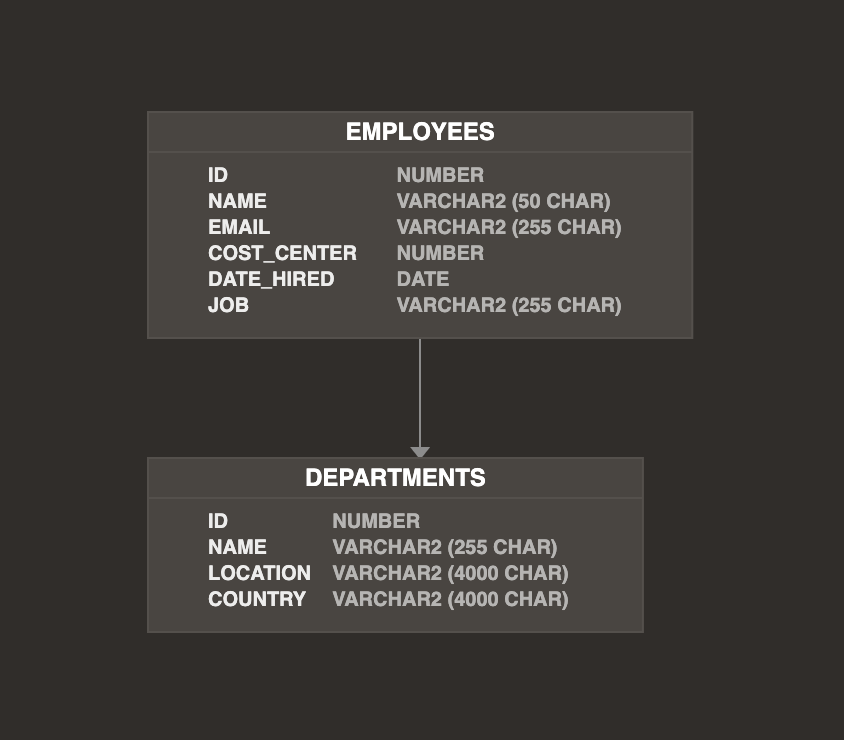 EMPLOYEES
ID NUMBER
NAME VARCHAR2 (50 CHAR)
EMAIL VARCHAR2 (255 CHAR)
COST_CENTER NUMBER
DATE_HIRED DATE
JOB VARCHAR2 (255 CHAR)
DEPARTMENTS
ID NUMBER
NAME VARCHAR2 (255 CHAR)
LOCATION VARCHAR2 (4000 CHAR)
COUNTRY VARCHAR2 (4000 CHAR)